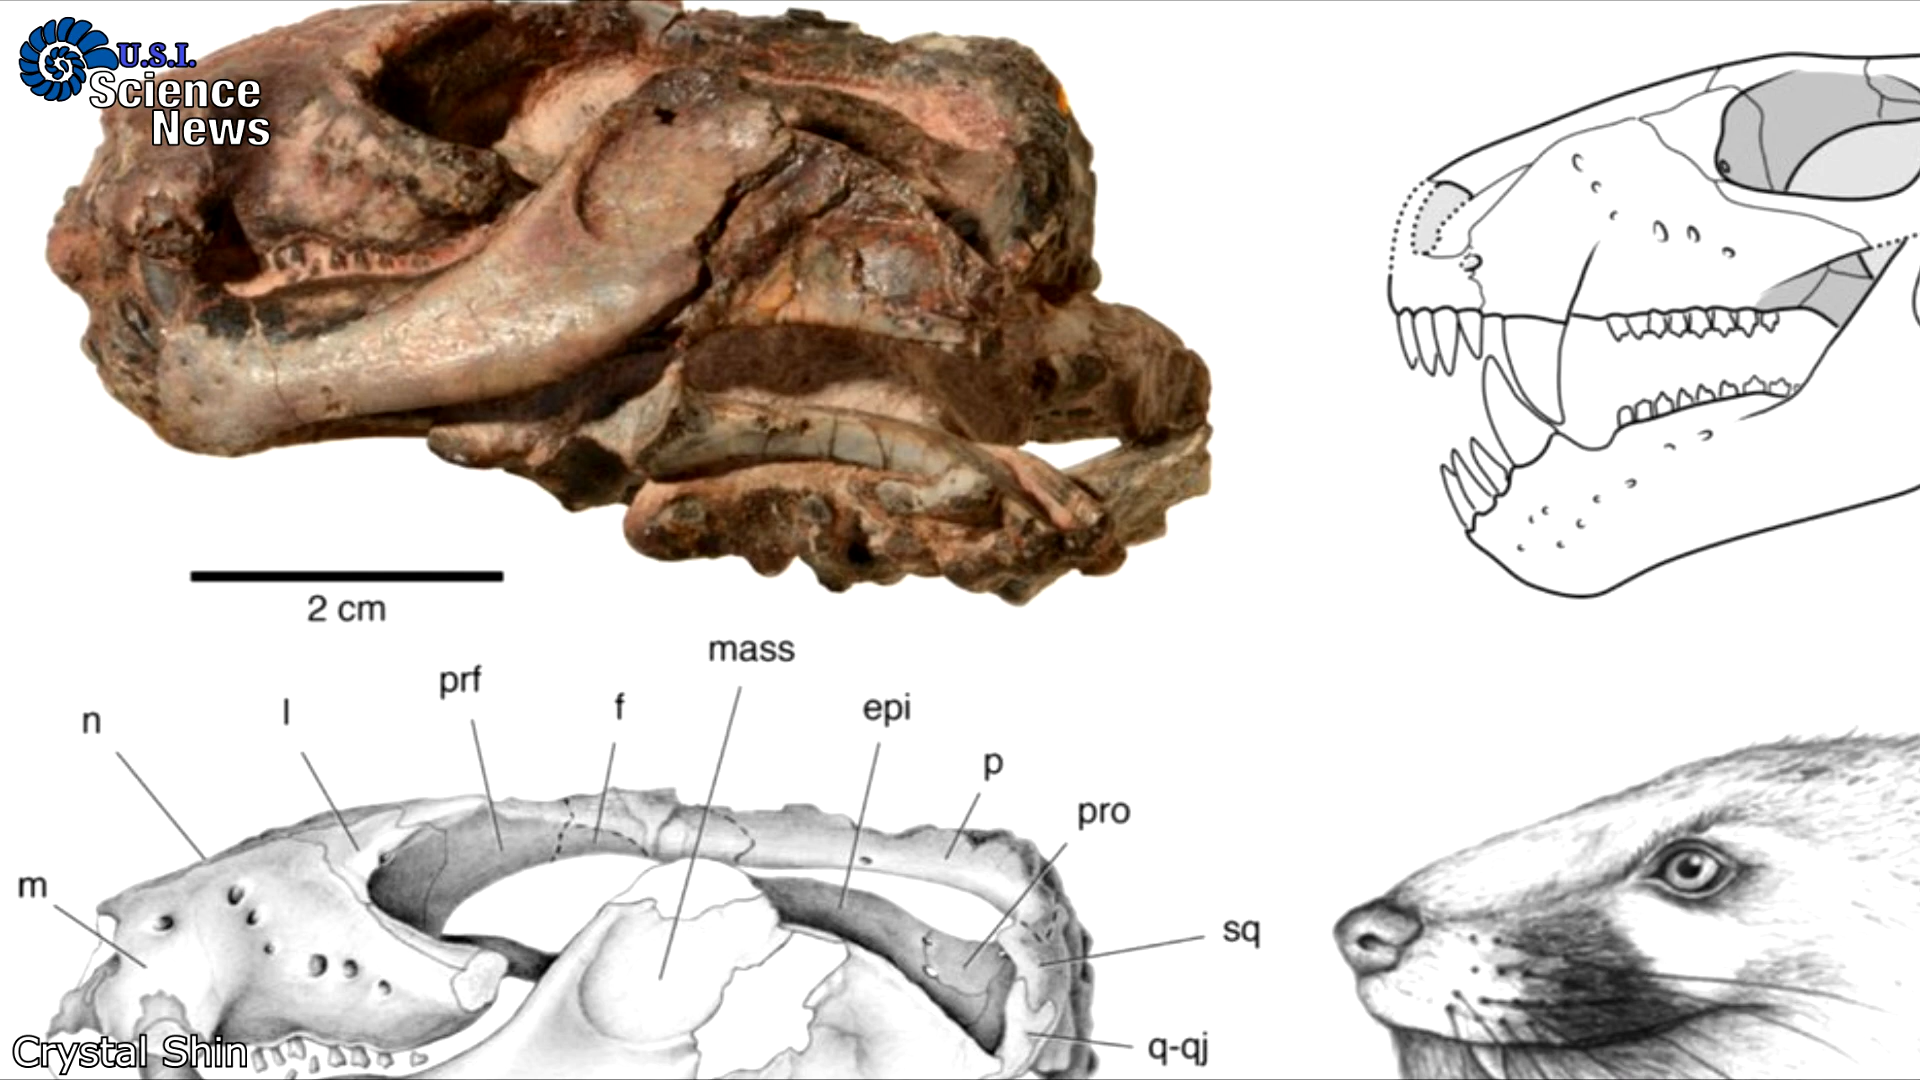 U.S.I.
Science
News
2 cm
mass
prf
n
l
f
epi
p
pro
m
sq
q-qj
Crystal Shin